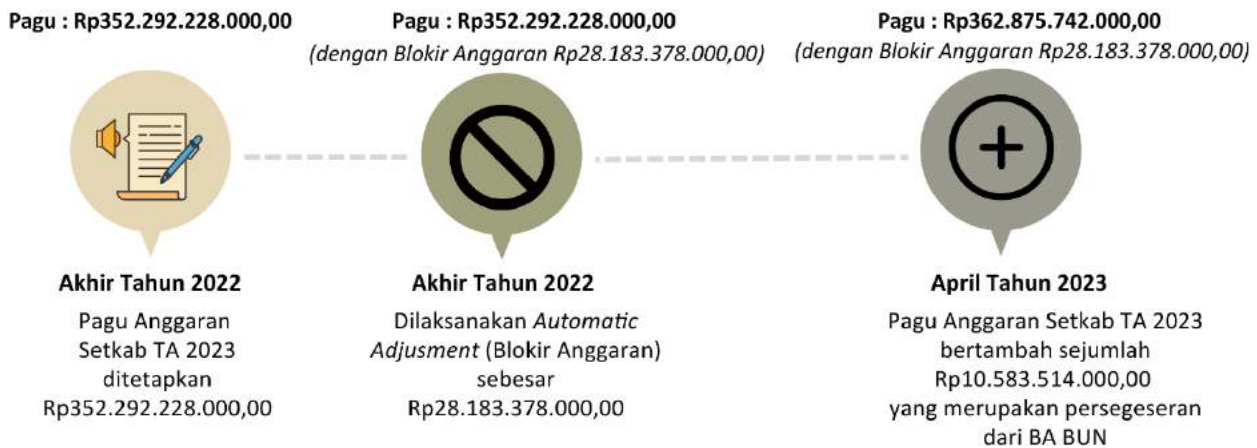 Pagu : Rp352.292.228.000,00
Pagu : Rp352.292.228.000,00
(dengan Blokir Anggaran Rp28.183.378.000,00)
Pagu : Rp362.875.742.000,00
(dengan Blokir Anggaran Rp28.183.378.000,00)
Akhir Tahun 2022
Pagu Anggaran
Setkab TA 2023
ditetapkan
Rp352.292.228.000,00
Akhir Tahun 2022
Dilaksanakan Automatic
Adjusment (Blokir Anggaran)
sebesar
Rp28.183.378.000,00
April Tahun 2023
Pagu Anggaran Setkab TA 2023
bertambah sejumlah
Rp10.583.514.000,00
yang merupakan persegeseran
dari BA BUN